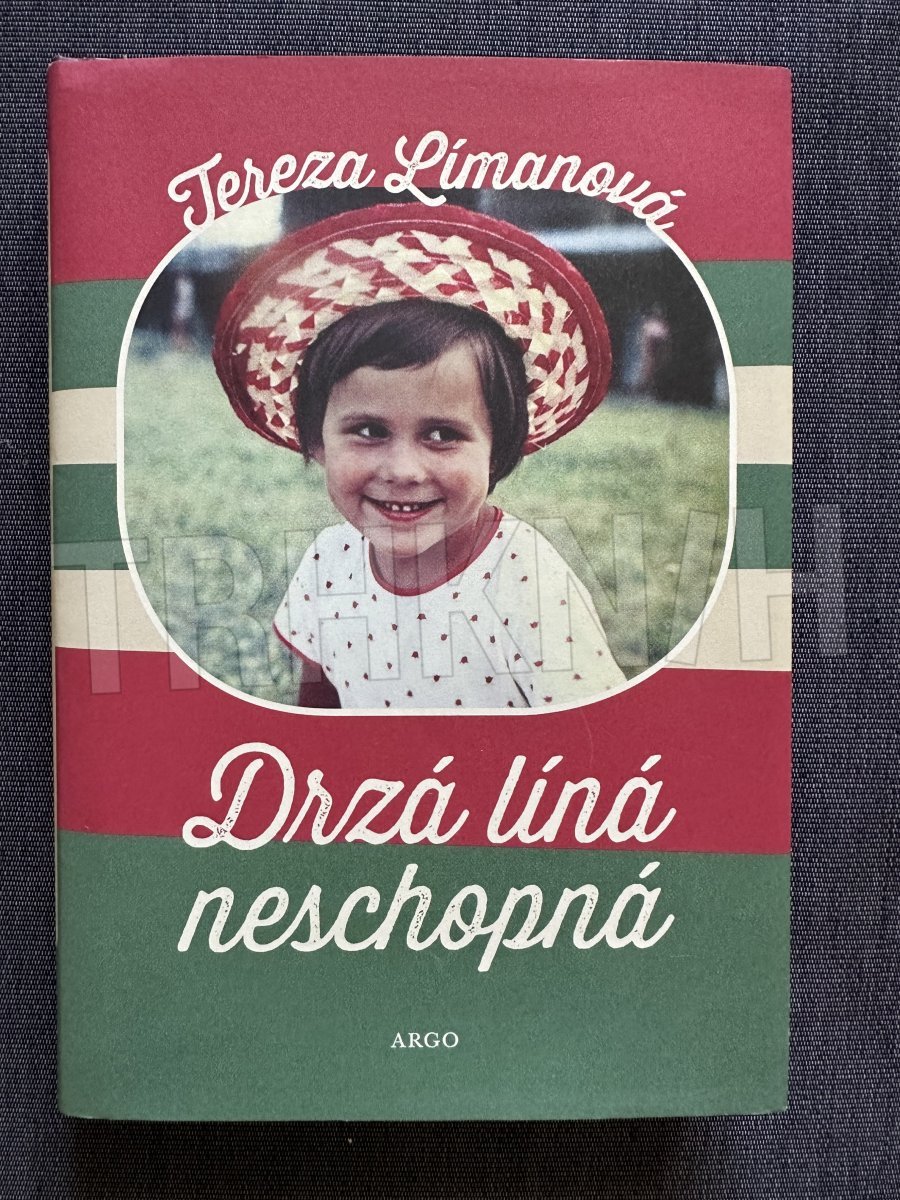 Tereza Límanová
TRHKNIH
Drzá líná
neschopná
ARGO